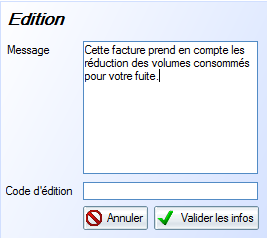 Edition
Message
Cette facture prend en compte les
réduction des volumes consommés
pour votre fuite.
Code d'édition
Annuler
Valider les infos